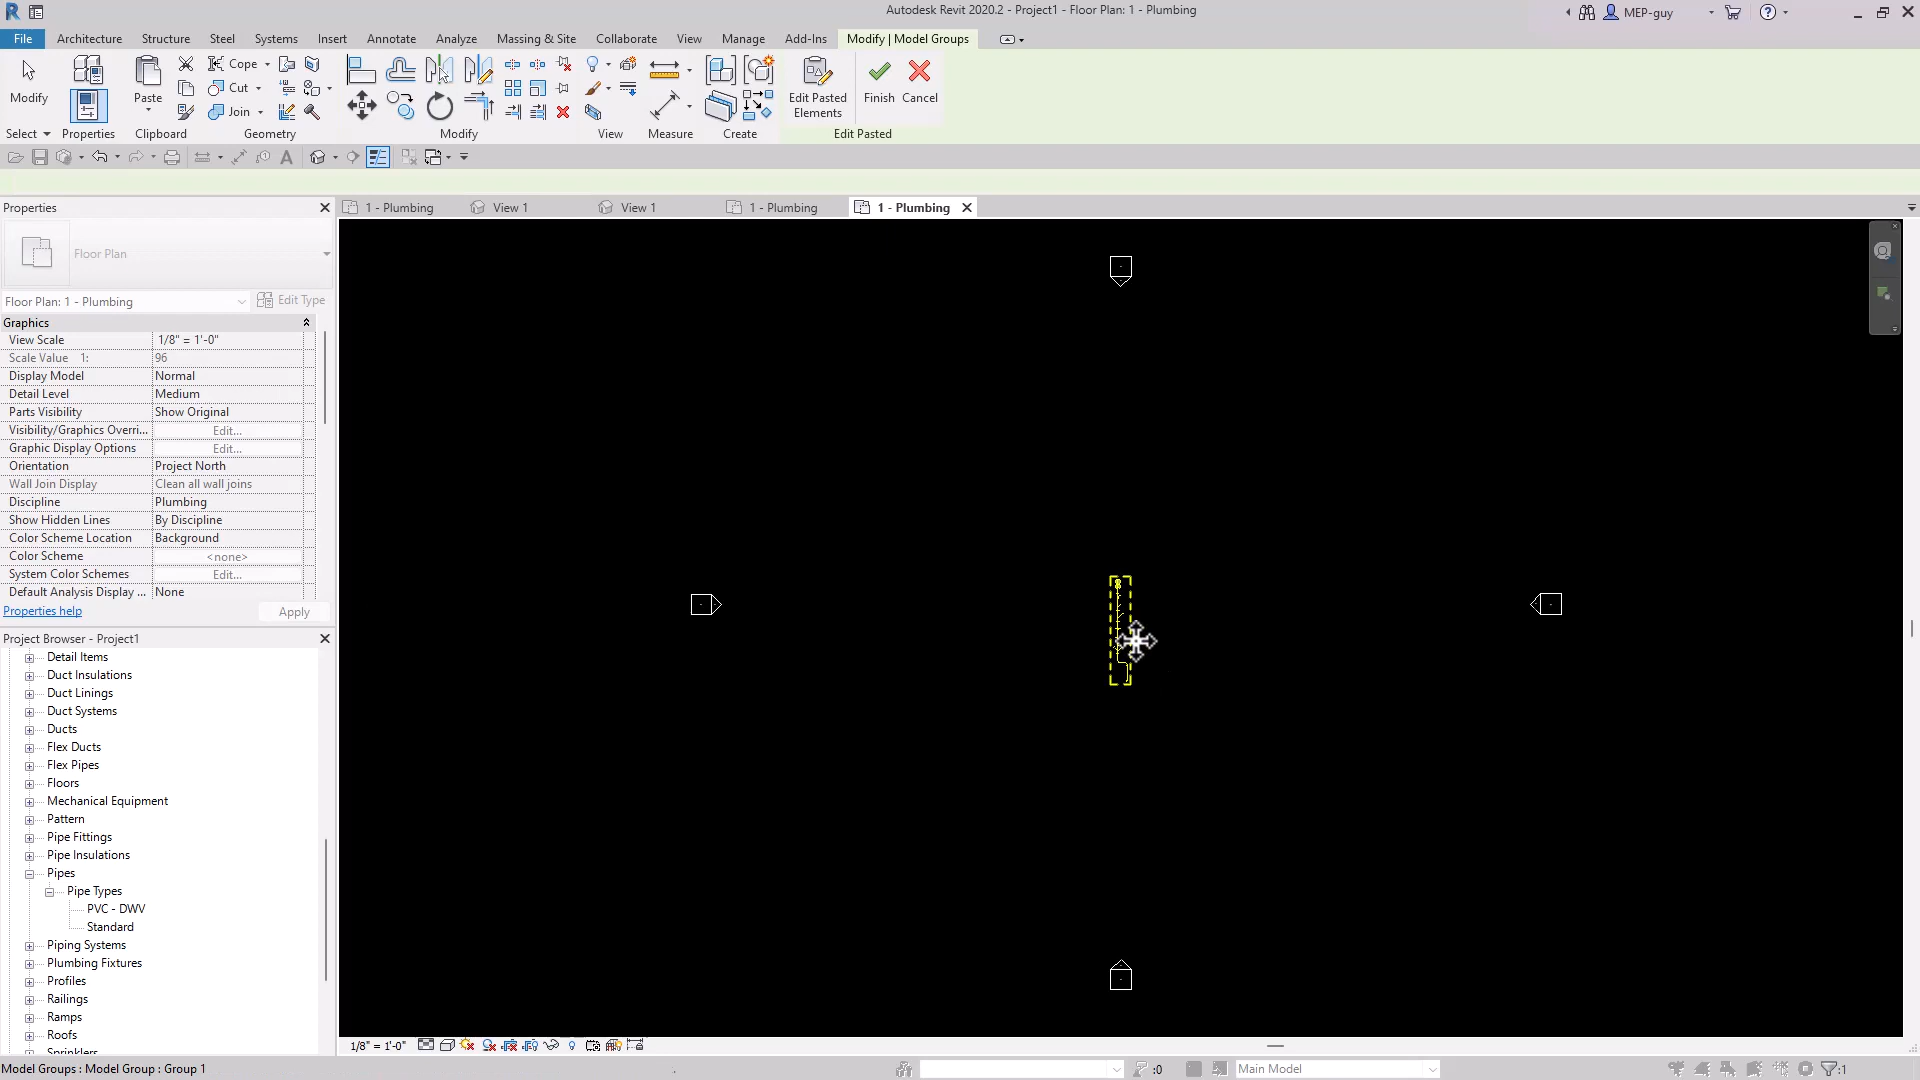 Autodesk Revit 2020.2 - Project1 - Floor Plan: 1 - Plumbing
MEP-guy
File
Architecture
Structure
Steel
Systems
Insert
Annotate
Analyze
Massing & Site
Collaborate
View
Manage
Add-Ins
Modify | Model Groups
Modify
Paste
Cope
Cut
Join
Edit Pasted
Elements
Finish
Cancel
Select
Properties
Clipboard
Geometry
Modify
View
Measure
Create
Edit Pasted
Properties
1 - Plumbing
View 1
View 1
1 - Plumbing
1 - Plumbing
Floor Plan
Floor Plan: 1 - Plumbing
Edit Type
Graphics
View Scale 1/8" = 1'-0"
Scale Value 1: 96
Display Model Normal
Detail Level Medium
Parts Visibility Show Original
Visibility/Graphics Overri... Edit...
Graphic Display Options Edit...
Orientation Project North
Wall Join Display Clean all wall joins
Discipline Plumbing
Show Hidden Lines By Discipline
Color Scheme Location Background
Color Scheme <none>
System Color Schemes Edit...
Default Analysis Display ... None
Properties help
Apply
Project Browser - Project1
Detail Items
Duct Insulations
Duct Linings
Duct Systems
Ducts
Flex Ducts
Flex Pipes
Floors
Mechanical Equipment
Pattern
Pipe Fittings
Pipe Insulations
Pipes
Pipe Types
PVC - DWV
Standard
Piping Systems
Plumbing Fixtures
Profiles
Railings
Ramps
Roofs
Sprinklers
1/8" = 1'-0"
Model Groups : Model Group : Group 1
:0
Main Model
:1